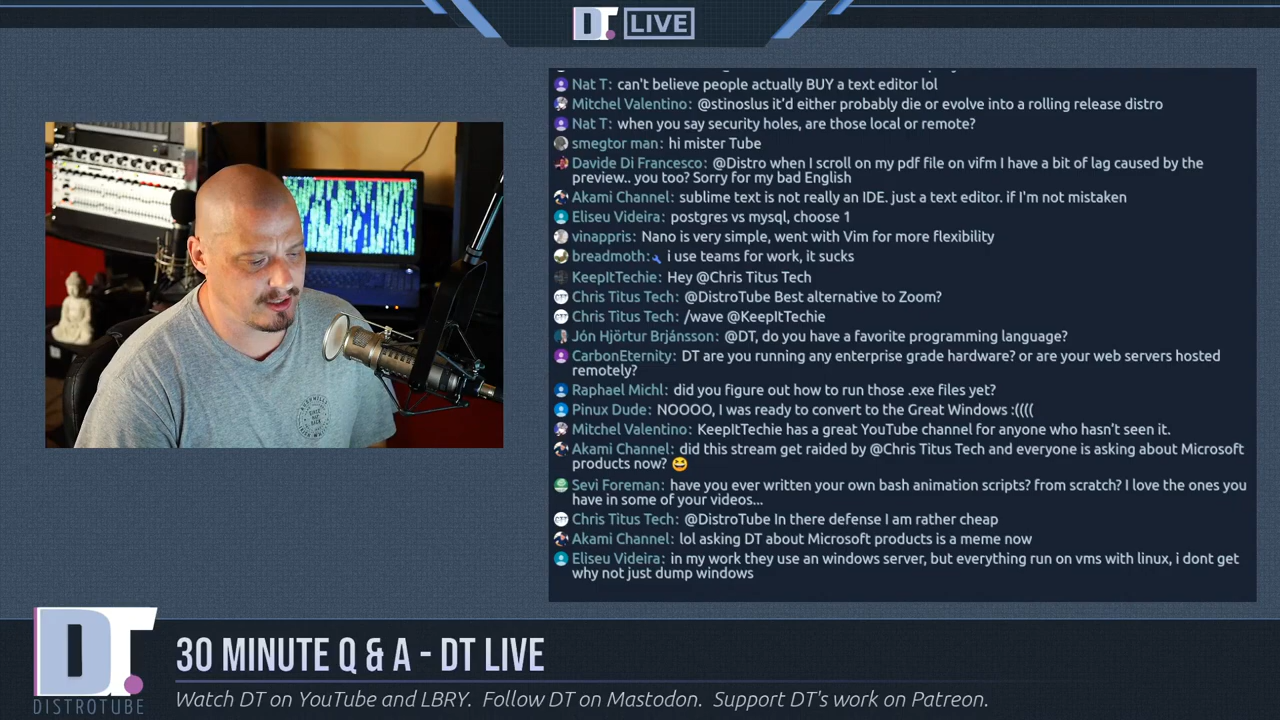 DT. LIVE
Nat T: can't believe people actually BUY a text editor lol
Mitchel Valentino: @stinoslus it'd either probably die or evolve into a rolling release distro
Nat T: when you say security holes, are those local or remote?
smegtor man: hi mister Tube
Davide Di Francesco: @Distro when I scroll on my pdf file on vifm I have a bit of lag caused by the
preview.. you too? Sorry for my bad English
Akami Channel: sublime text is not really an IDE. just a text editor. if I'm not mistaken
Eliseu Videira: postgres vs mysql, choose 1
vinappris: Nano is very simple, went with Vim for more flexibility
breadmoth: i use teams for work, it sucks
KeepItTechie: Hey @Chris Titus Tech
Chris Titus Tech: @DistroTube Best alternative to Zoom?
Chris Titus Tech: /wave @KeepItTechie
Jón Hjörtur Brjánsson: @DT, do you have a favorite programming language?
CarbonEternity: DT are you running any enterprise grade hardware? or are your web servers hosted
remotely?
Raphael Michl: did you figure out how to run those .exe files yet?
Pinux Dude: NOOOO, I was ready to convert to the Great Windows :((((
Mitchel Valentino: KeepItTechie has a great YouTube channel for anyone who hasn't seen it.
Akami Channel: did this stream get raided by @Chris Titus Tech and everyone is asking about Microsoft
products now? 😆
Sevi Foreman: have you ever written your own bash animation scripts? from scratch? I love the ones you
have in some of your videos...
Chris Titus Tech: @DistroTube In there defense I am rather cheap
Akami Channel: lol asking DT about Microsoft products is a meme now
Eliseu Videira: in my work they use an windows server, but everything run on vms with linux, i dont get
why not just dump windows
DT.
DISTROTUBE
30 MINUTE Q & A - DT LIVE
Watch DT on YouTube and LBRY. Follow DT on Mastodon. Support DT's work on Patreon.